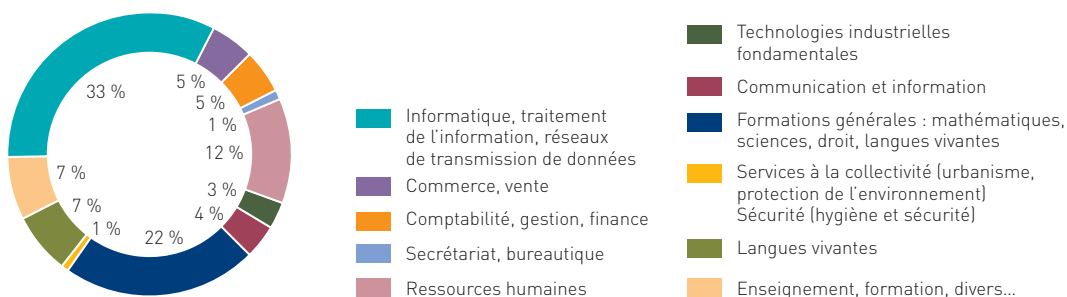 33 %
5 %
5 %
1 %
12 %
3 %
4 %
22 %
1 %
7 %
7 %
Informatique, traitement
de l'information, réseaux
de transmission de données
Commerce, vente
Comptabilité, gestion, finance
Secrétariat, bureautique
Ressources humaines
Technologies industrielles
fondamentales
Communication et information
Formations générales : mathématiques,
sciences, droit, langues vivantes
Services à la collectivité (urbanisme,
protection de l'environnement)
Sécurité (hygiène et sécurité)
Langues vivantes
Enseignement, formation, divers...